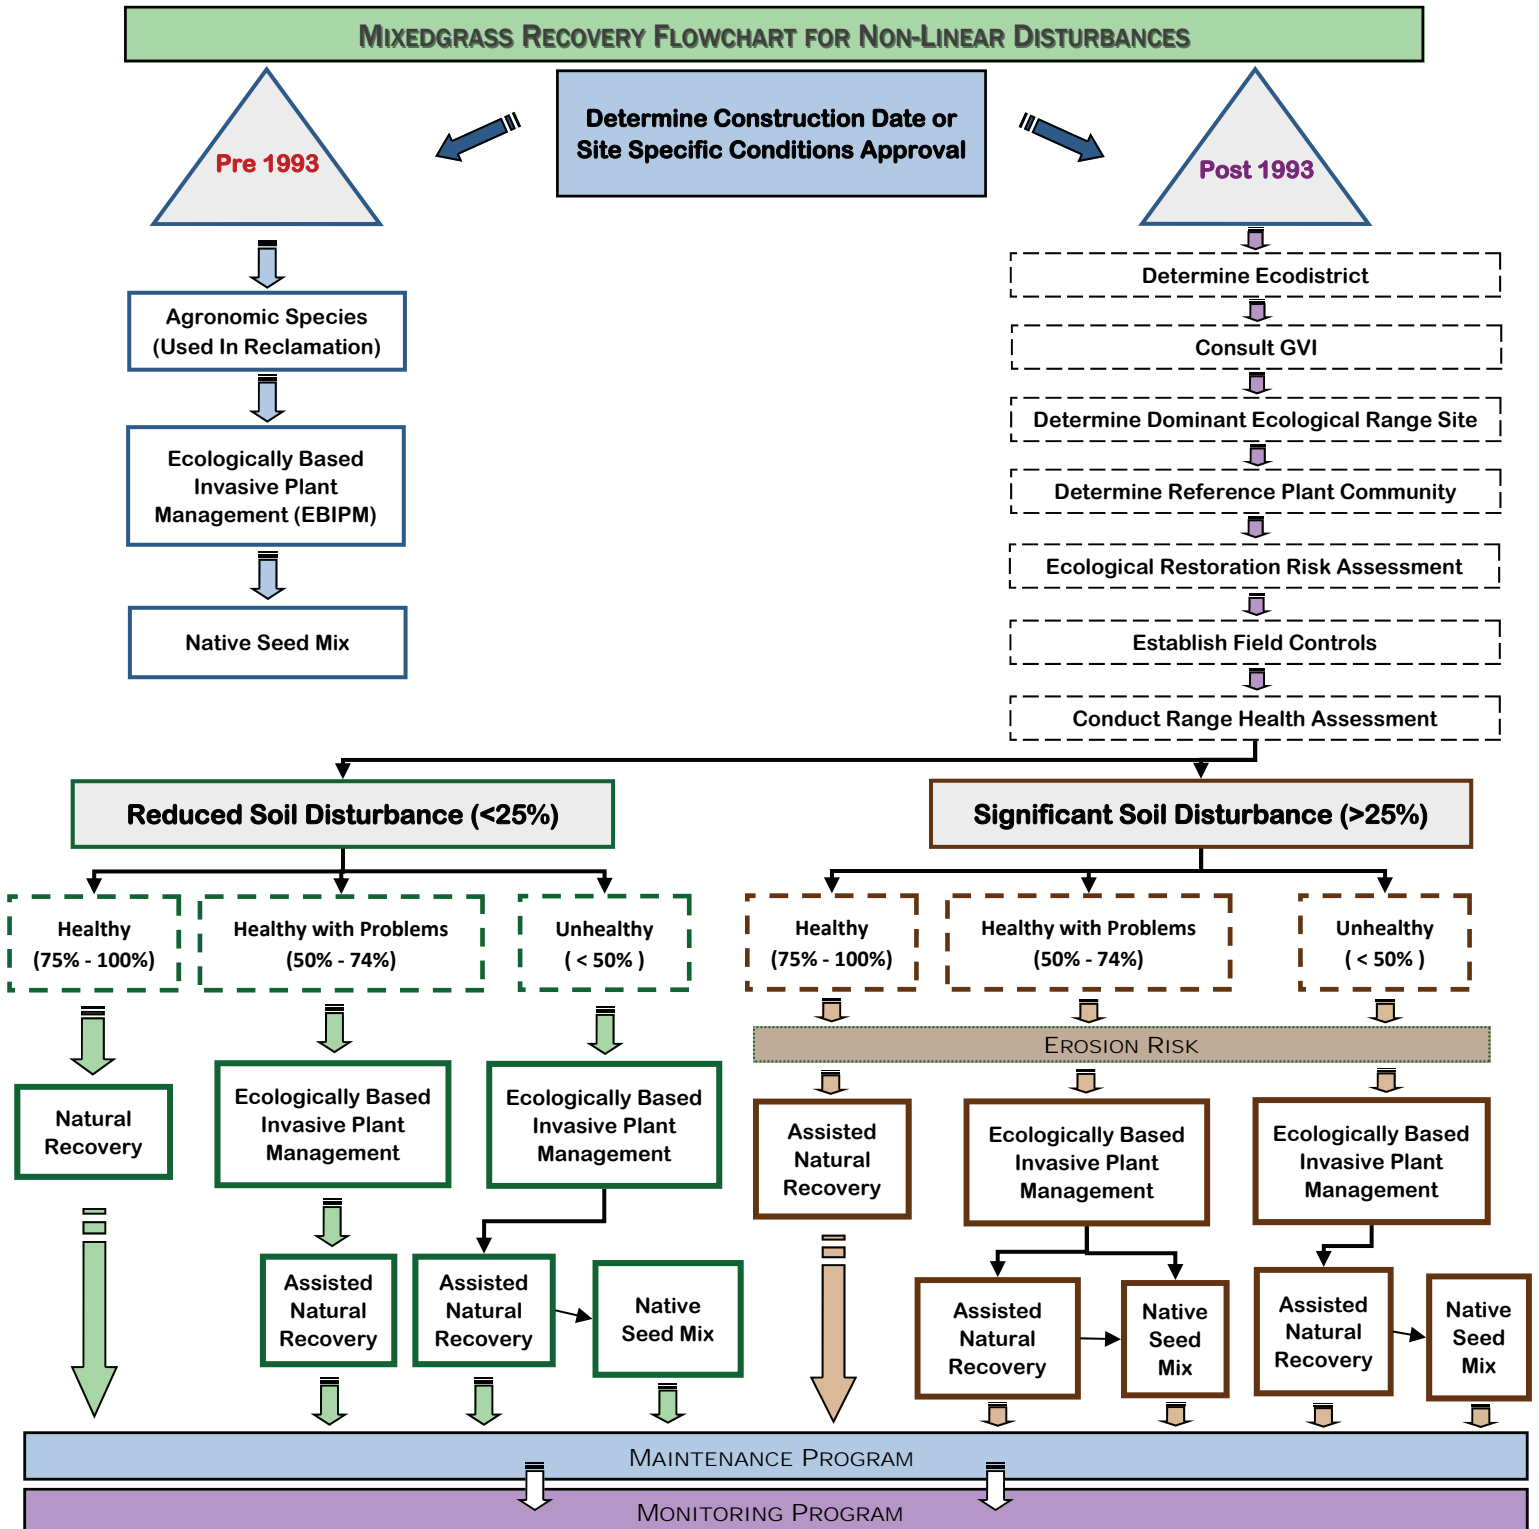 MIXEDGRASS RECOVERY FLOWCHART FOR NON-LINEAR DISTURBANCES
Determine Construction Date or
Site Specific Conditions Approval
Pre 1993
Post 1993
Agronomic Species
(Used In Reclamation)
Ecologically Based
Invasive Plant
Management (EBIPM)
Native Seed Mix
Determine Ecodistrict
Consult GVI
Determine Dominant Ecological Range Site
Determine Reference Plant Community
Ecological Restoration Risk Assessment
Establish Field Controls
Conduct Range Health Assessment
Reduced Soil Disturbance (<25%)
Healthy
(75% - 100%)
Healthy with Problems
(50% - 74%)
Unhealthy
( < 50% )
Natural
Recovery
Ecologically Based
Invasive Plant
Management
Ecologically Based
Invasive Plant
Management
Assisted
Natural
Recovery
Assisted
Natural
Recovery
Native
Seed Mix
Significant Soil Disturbance (>25%)
Healthy
(75% - 100%)
Healthy with Problems
(50% - 74%)
Unhealthy
( < 50% )
EROSION RISK
Assisted
Natural
Recovery
Ecologically Based
Invasive Plant
Management
Ecologically Based
Invasive Plant
Management
Assisted
Natural
Recovery
Native
Seed
Mix
Assisted
Natural
Recovery
Native
Seed
Mix
MAINTENANCE PROGRAM
MONITORING PROGRAM